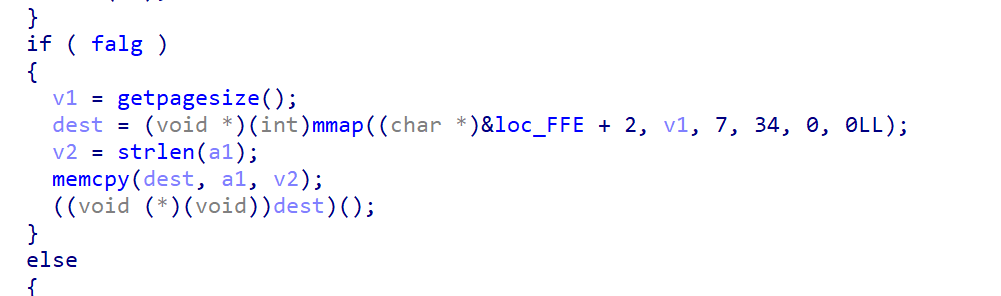 }
if ( falg )
{
v1 = getpagesize();
dest = (void *)(int)mmap((char *)&loc_FFE + 2, v1, 7, 34, 0, 0LL);
v2 = strlen(a1);
memcpy(dest, a1, v2);
((void (*)(void))dest)();
}
else
{